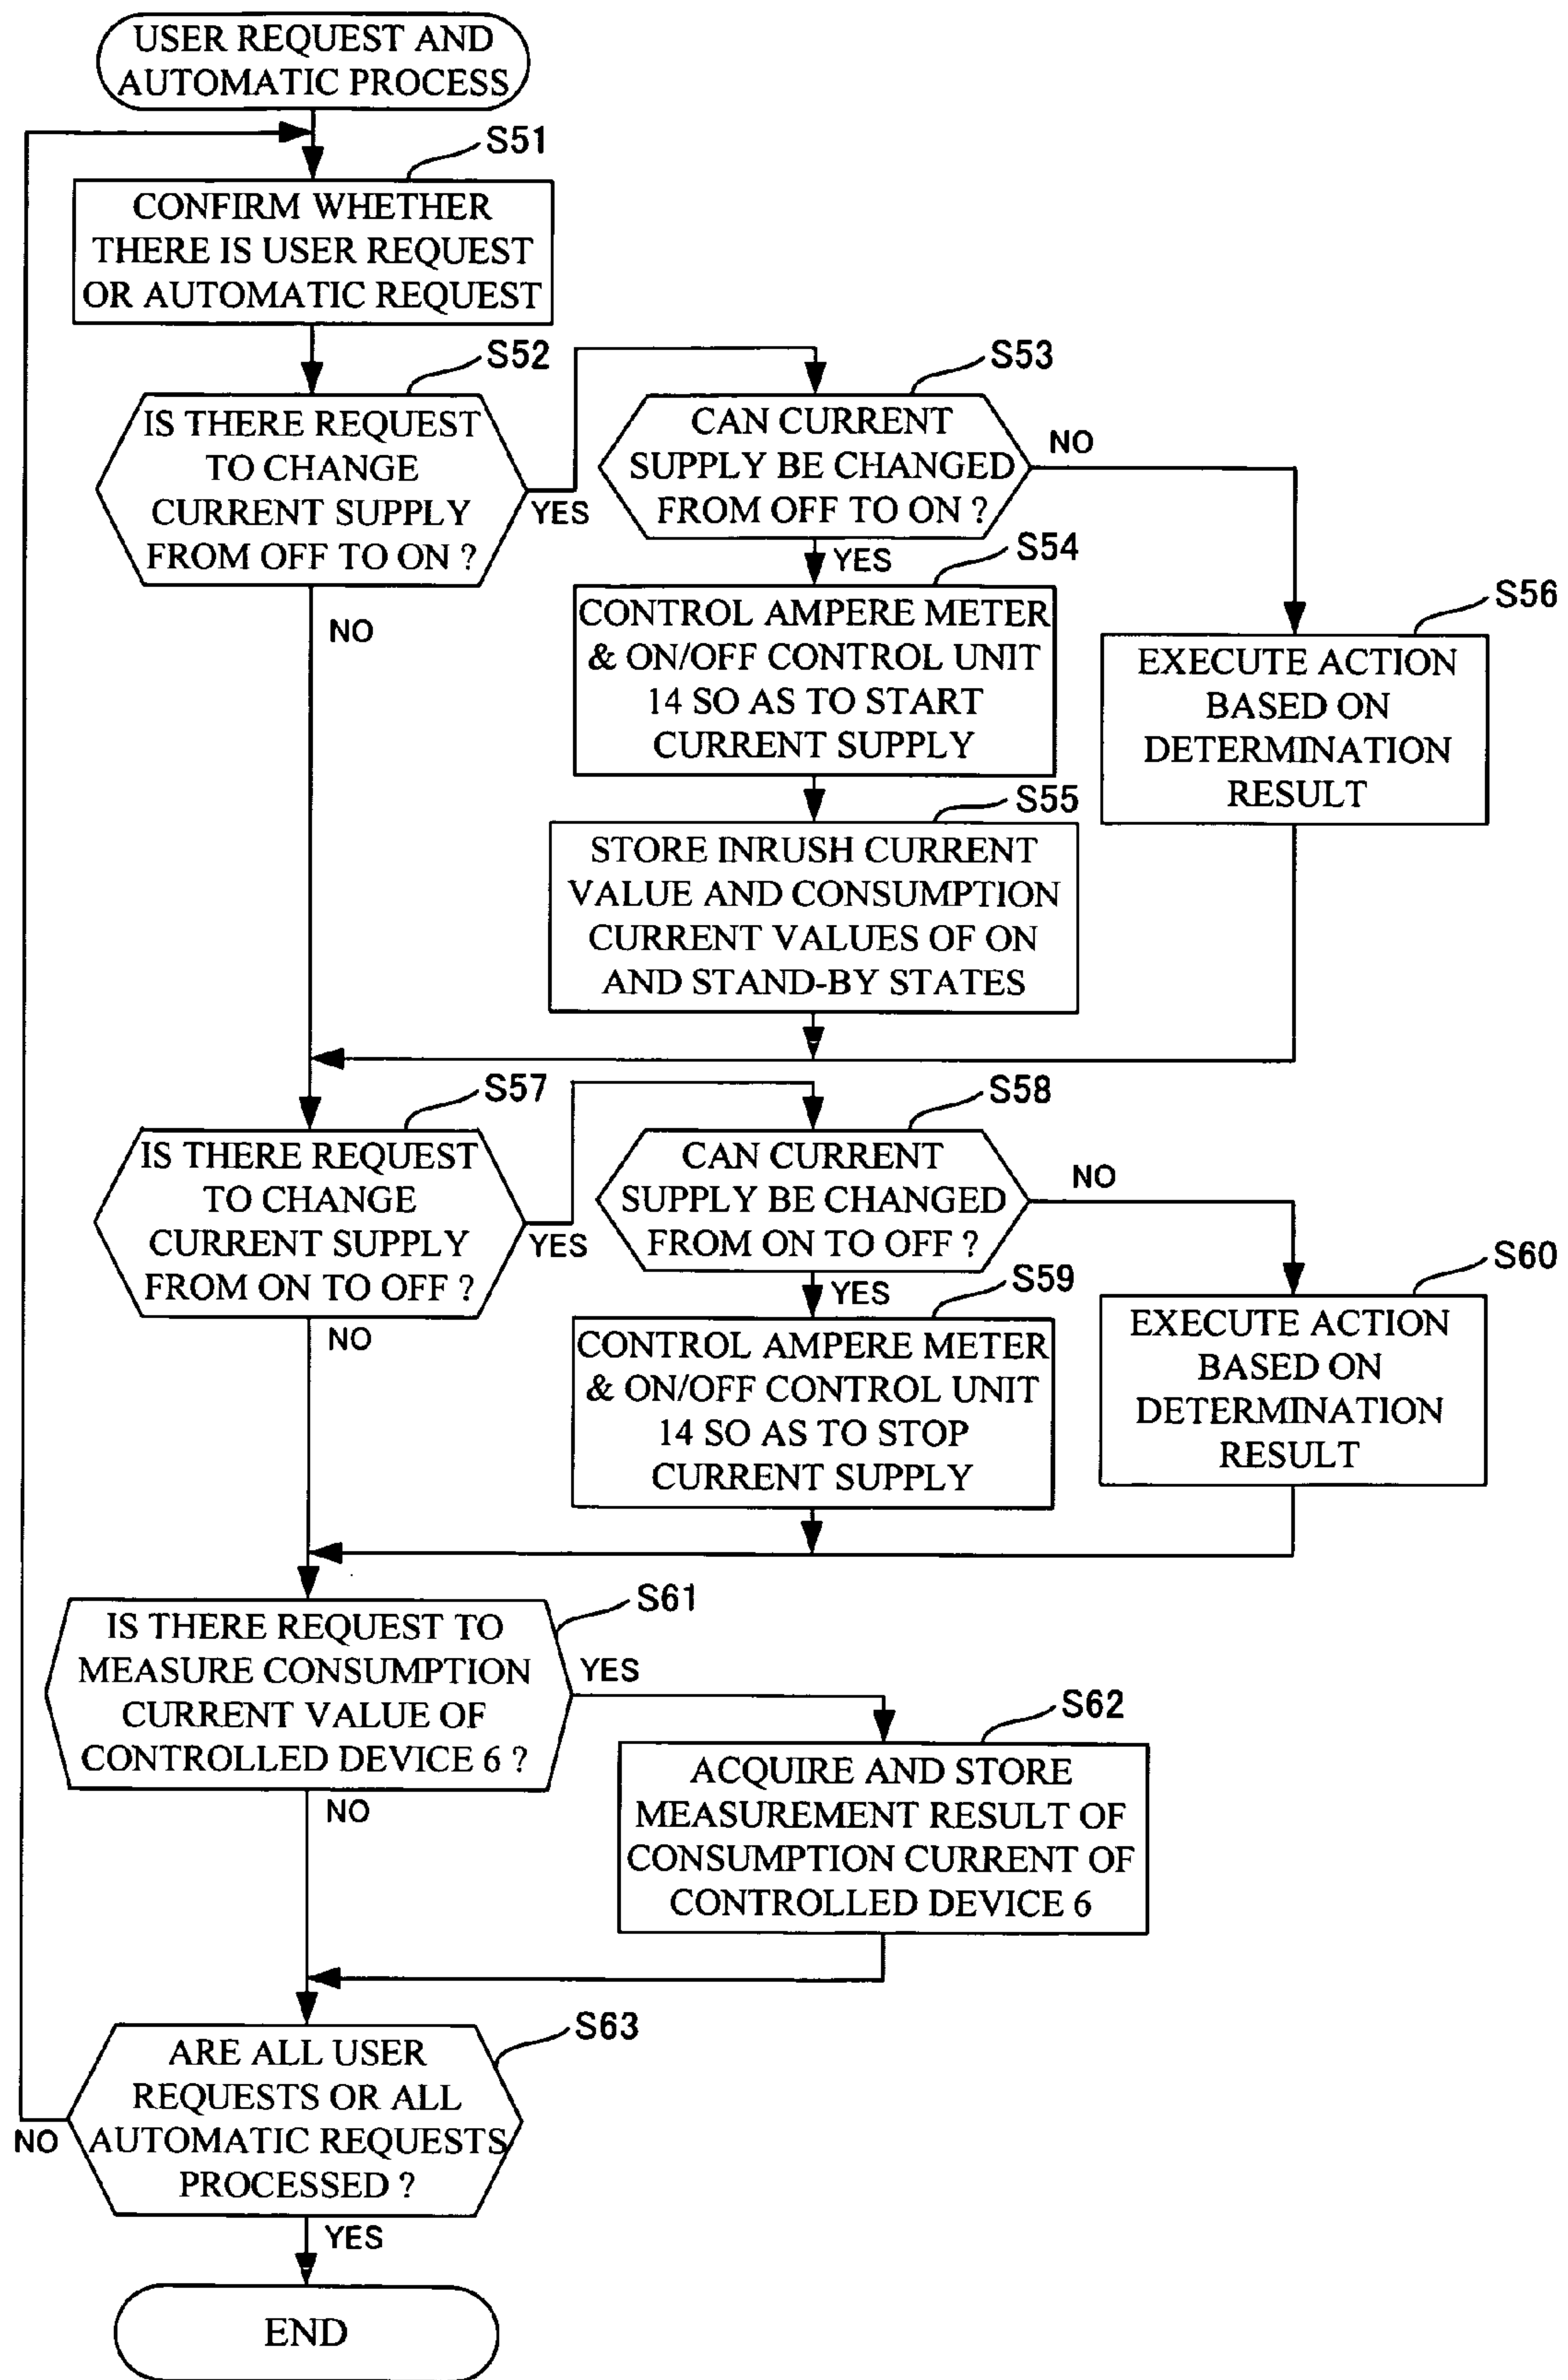 USER REQUEST AND
AUTOMATIC PROCESS
S51
CONFIRM WHETHER
THERE IS USER REQUEST
OR AUTOMATIC REQUEST
S52
IS THERE REQUEST
TO CHANGE
CURRENT SUPPLY
FROM OFF TO ON ?
YES
NO
S53
CAN CURRENT
SUPPLY BE CHANGED
FROM OFF TO ON ?
NO
YES
S54
CONTROL AMPERE METER
& ON/OFF CONTROL UNIT
14 SO AS TO START
CURRENT SUPPLY
S56
EXECUTE ACTION
BASED ON
DETERMINATION
RESULT
S55
STORE INRUSH CURRENT
VALUE AND CONSUMPTION
CURRENT VALUES OF ON
AND STAND-BY STATES
S57
IS THERE REQUEST
TO CHANGE
CURRENT SUPPLY
FROM ON TO OFF ?
YES
NO
S58
CAN CURRENT
SUPPLY BE CHANGED
FROM ON TO OFF ?
NO
YES
S59
CONTROL AMPERE METER
& ON/OFF CONTROL UNIT
14 SO AS TO STOP
CURRENT SUPPLY
S60
EXECUTE ACTION
BASED ON
DETERMINATION
RESULT
S61
IS THERE REQUEST TO
MEASURE CONSUMPTION
CURRENT VALUE OF
CONTROLLED DEVICE 6 ?
YES
NO
S62
ACQUIRE AND STORE
MEASUREMENT RESULT OF
CONSUMPTION CURRENT OF
CONTROLLED DEVICE 6
S63
ARE ALL USER
REQUESTS OR ALL
AUTOMATIC REQUESTS
PROCESSED ?
NO
YES
END